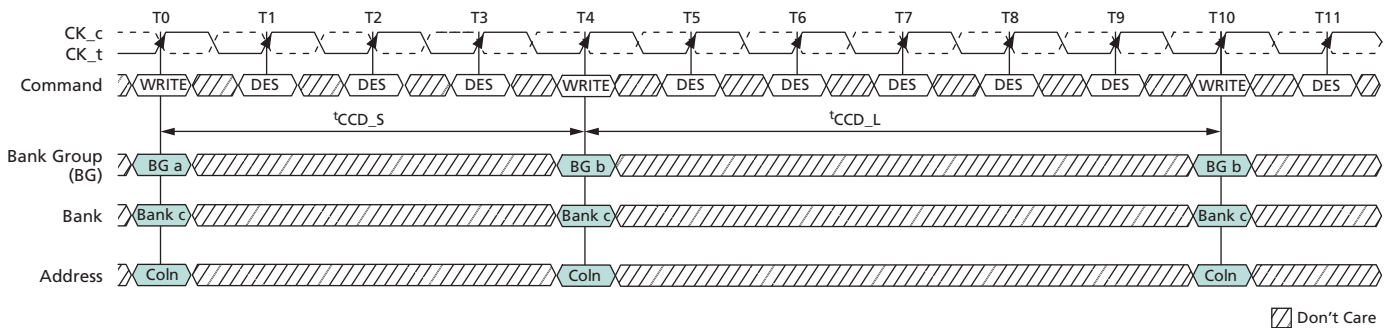 T0 T1 T2 T3 T4 T5 T6 T7 T8 T9 T10 T11
CK_c
CK_t
Command WRITE DES DES DES WRITE DES DES DES DES DES WRITE DES
tCCD_S tCCD_L
Bank Group
(BG) BG a BG b BG b
Bank Bank c Bank c Bank c
Address Coln Coln Coln
Don't Care